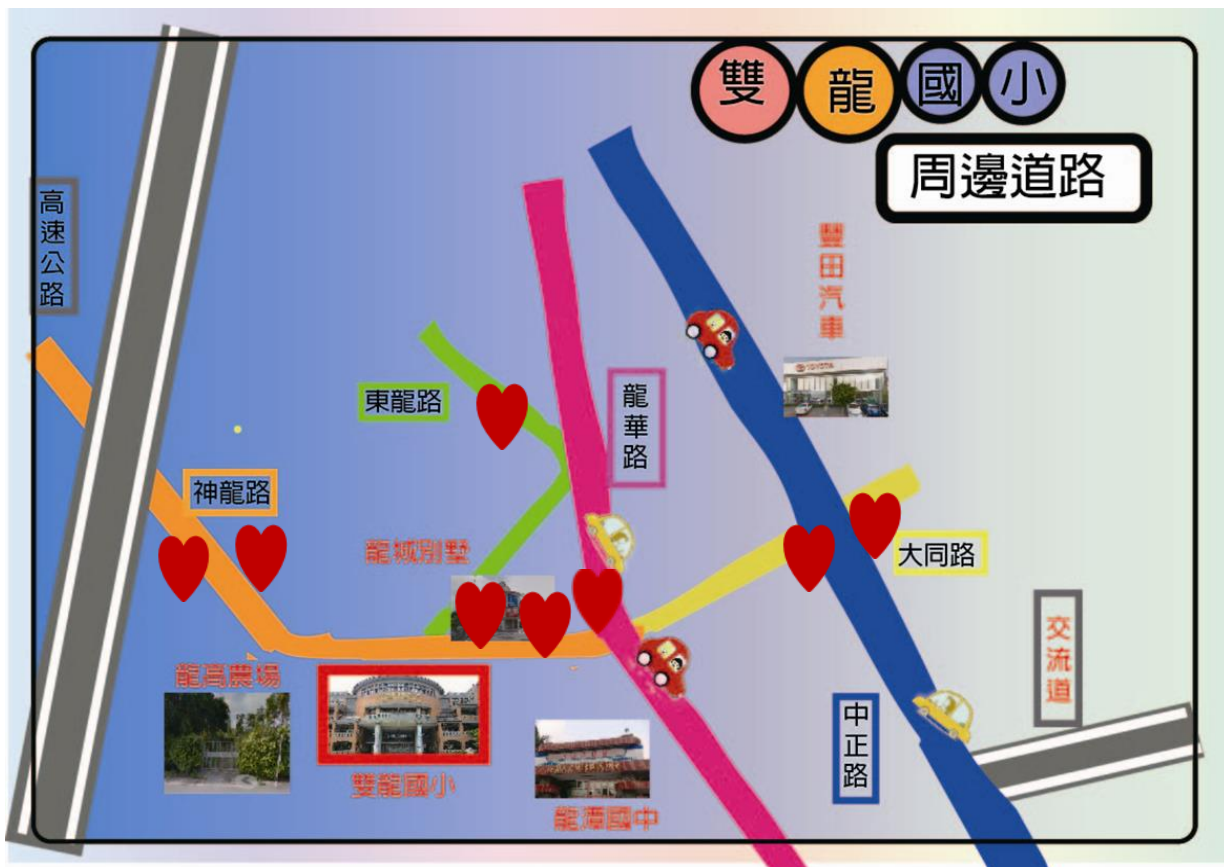 雙龍國小
周邊道路
高速公路
豐田汽車
TOYOTA
東龍路
龍華路
神龍路
龍城別墅
大同路
交流道
龍高農場
中正路
雙龍國小
龍潭國中